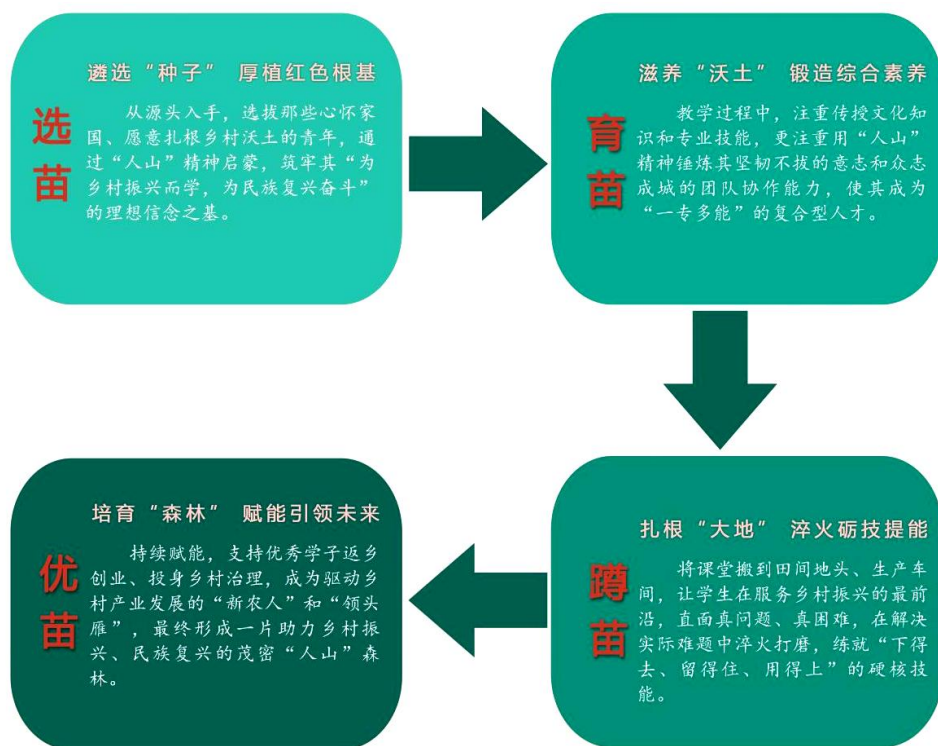 遴选“种子” 厚植红色根基
选苗
从源头入手，选拔那些心怀家
国、愿意扎根乡村沃土的青年，通
过“人山”精神启蒙，筑牢其“为
乡村振兴而学，为民族复兴奋斗”
的理想信念之基。
滋养“沃土” 锻造综合素养
育苗
教学过程中，注重传授文化知
识和专业技能，更注重用“人山”
精神锤炼其坚韧不拔的意志和众志
成城的团队协作能力，使其成为
“一专多能”的复合型人才。
扎根“大地” 淬火砺技提能
蹲苗
将课堂搬到田间地头、生产车
间，让学生在服务乡村振兴的最前
沿，直面真问题、真困难，在解决
实际难题中淬火打磨，练就“下得
去、留得住、用得上”的硬核技
能。
培育“森林” 赋能引领未来
优苗
持续赋能，支持优秀学子返乡
创业、投身乡村治理，成为驱动乡
村产业发展的“新农人”和“领头
雁”，最终形成一片助力乡村振
兴、民族复兴的茂密“人山”森
林。